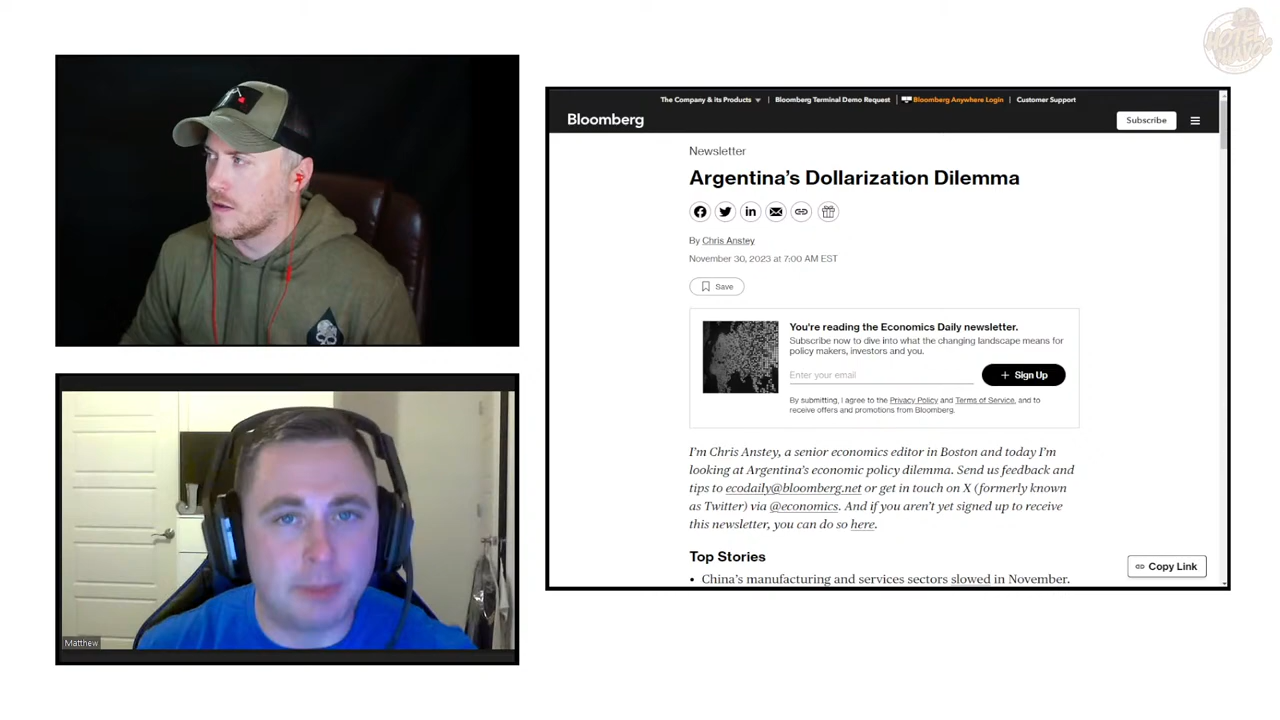 HOTEL
WAVOC
The Company & its Products
Bloomberg Terminal Demo Request
Bloomberg Anywhere Login
Customer Support
Bloomberg
Subscribe
Newsletter
Argentina’s Dollarization Dilemma
By Chris Anstey
November 30, 2023 at 7:00 AM EST
Save
You're reading the Economics Daily newsletter.
Subscribe now to dive into what the changing landscape means for
policy makers, investors and you.
Enter your email
+ Sign Up
By submitting, I agree to the Privacy Policy and Terms of Service, and to
receive offers and promotions from Bloomberg.
I’m Chris Anstey, a senior economics editor in Boston and today I’m
looking at Argentina’s economic policy dilemma. Send us feedback and
tips to ecodaily@bloomberg.net or get in touch on X (formerly known
as Twitter) via @economics. And if you aren’t yet signed up to receive
this newsletter, you can do so here.
Top Stories
• China’s manufacturing and services sectors slowed in November.
Copy Link
Matthew